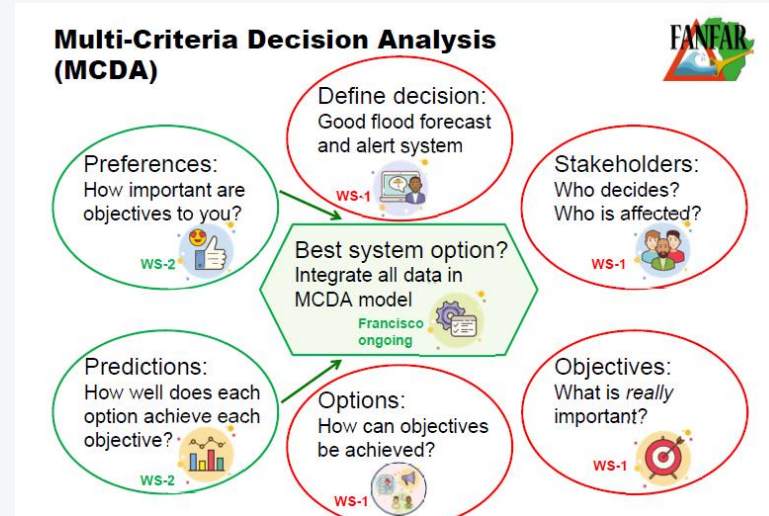 Multi-Criteria Decision Analysis
(MCDA)
FANFAR
Define decision:
Good flood forecast
and alert system
WS-1
Preferences:
How important are
objectives to you?
WS-2
Stakeholders:
Who decides?
Who is affected?
WS-1
Best system option?
Integrate all data in
MCDA model
Francisco
ongoing
Predictions:
How well does each
option achieve each
objective?
WS-2
Options:
How can objectives
be achieved?
WS-1
Objectives:
What is really
important?
WS-1